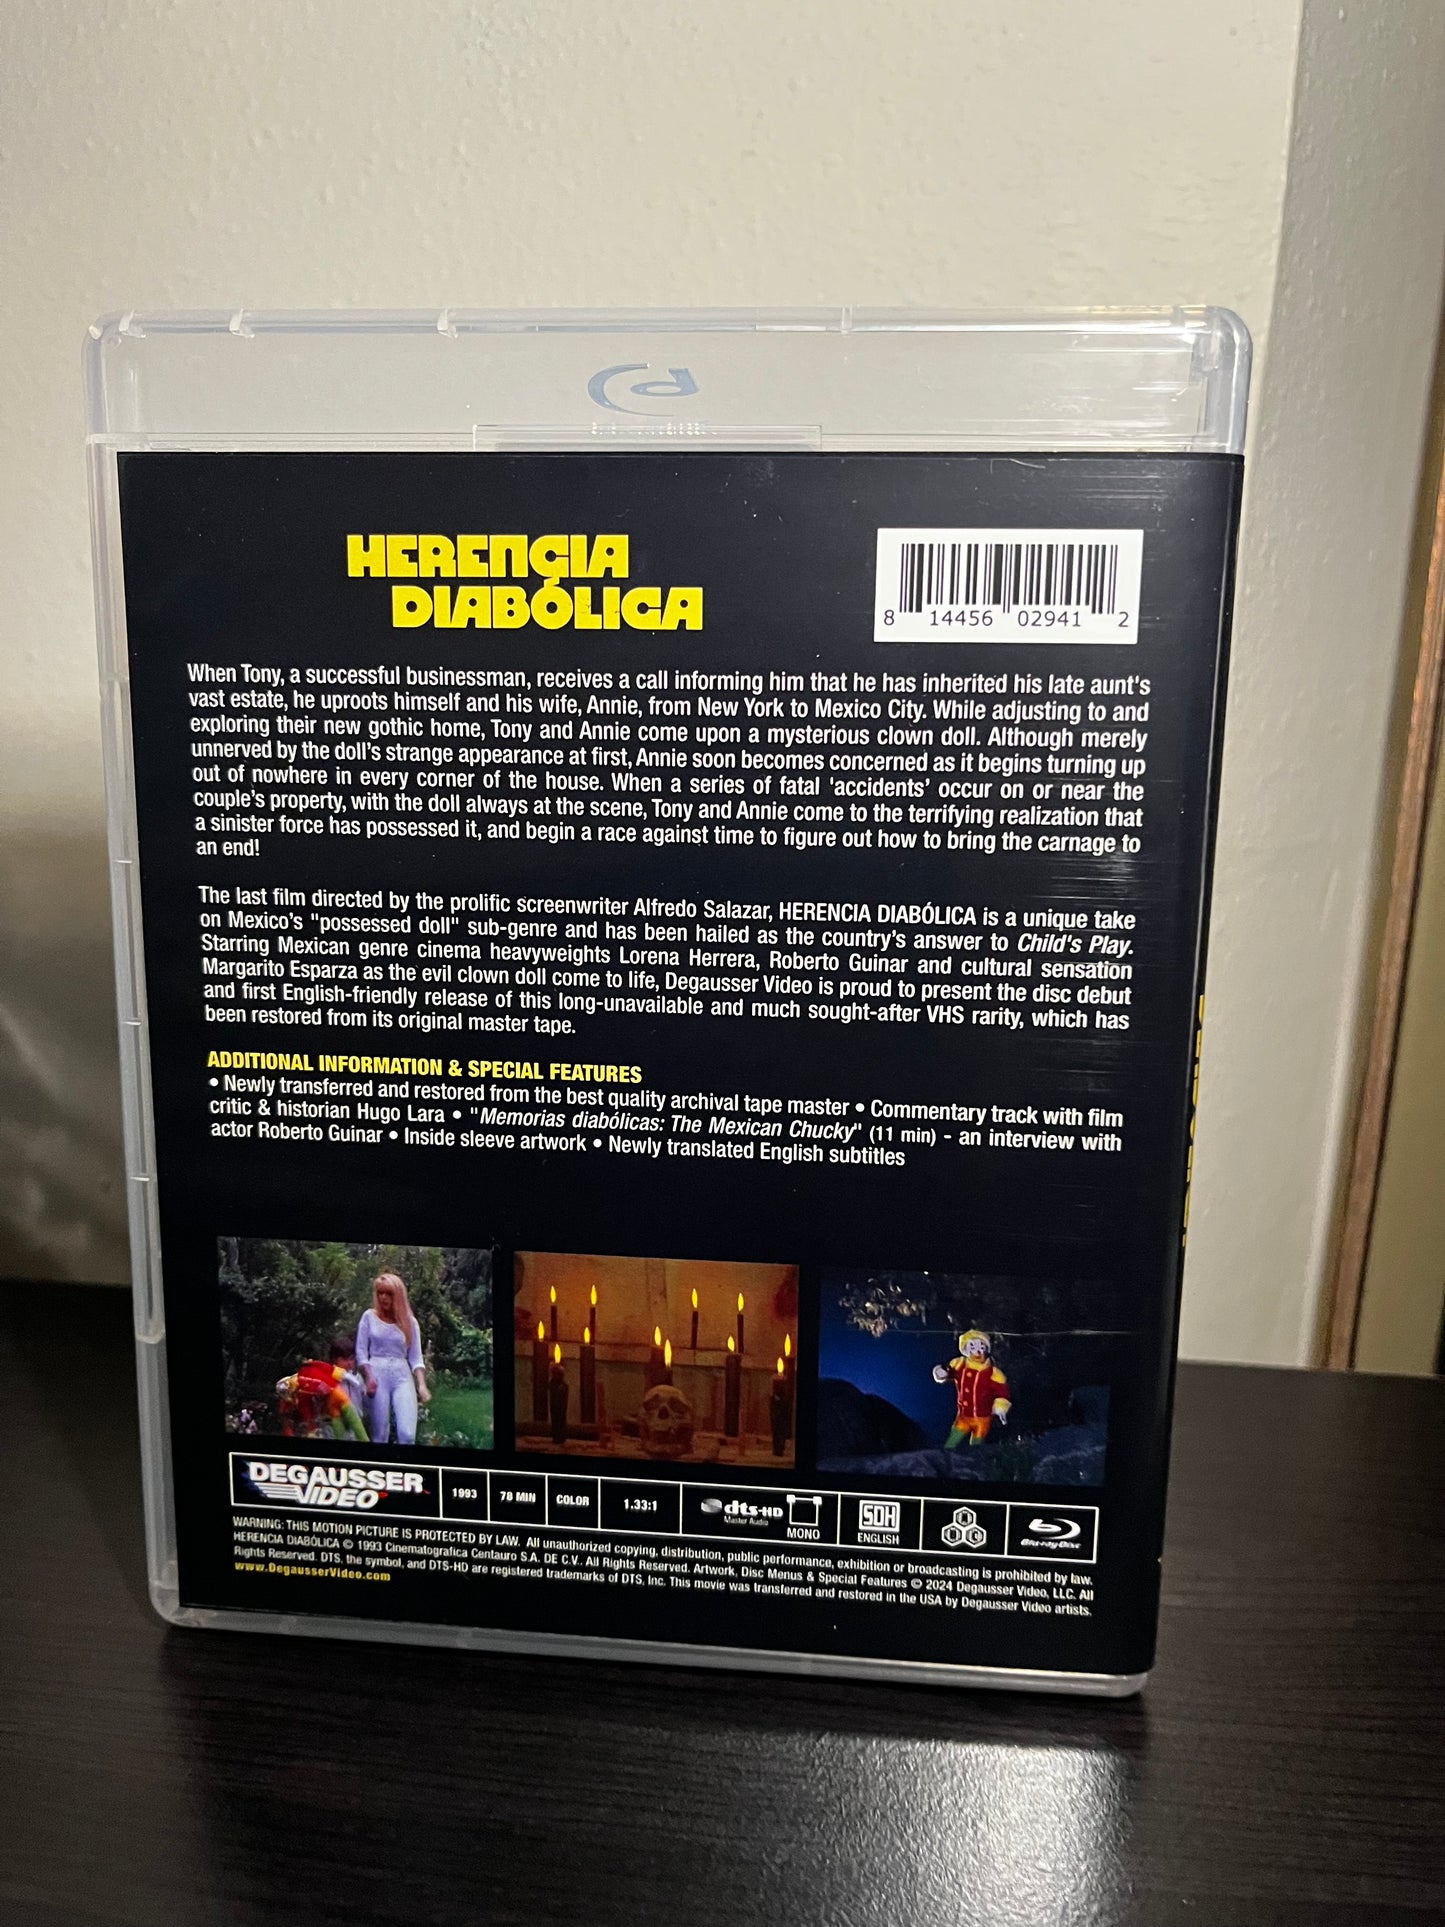 HERENCIA
DIABÓLICA
8 14456 02941 2
When Tony, a successful businessman, receives a call informing him that he has inherited his late aunt's
vast estate, he uproots himself and his wife, Annie, from New York to Mexico City. While adjusting to and
exploring their new gothic home, Tony and Annie come upon a mysterious clown doll. Although merely
unnerved by the doll's strange appearance at first, Annie soon becomes concerned as it begins turning up
out of nowhere in every corner of the house. When a series of fatal 'accidents' occur on or near the
couple's property, with the doll always at the scene, Tony and Annie come to the terrifying realization that
a sinister force has possessed it, and begin a race against time to figure out how to bring the carnage to
an end!
The last film directed by the prolific screenwriter Alfredo Salazar, HERENCIA DIABÓLICA is a unique take
on Mexico's "possessed doll" sub-genre and has been hailed as the country's answer to Child's Play.
Starring Mexican genre cinema heavyweights Lorena Herrera, Roberto Guinar and cultural sensation
Margarito Esparza as the evil clown doll come to life, Degausser Video is proud to present the disc debut
and first English-friendly release of this long-unavailable and much sought-after VHS rarity, which has
been restored from its original master tape.
ADDITIONAL INFORMATION & SPECIAL FEATURES
• Newly transferred and restored from the best quality archival tape master • Commentary track with film
critic & historian Hugo Lara • "Memorias diabólicas: The Mexican Chucky" (11 min) - an interview with
actor Roberto Guinar • Inside sleeve artwork • Newly translated English subtitles
DEGAUSSER
VIDEO
1993
78 MIN
COLOR
1.33:1
dts-HD
Master Audio
MONO
SDH
ENGLISH
Blu-ray Disc
WARNING: THIS MOTION PICTURE IS PROTECTED BY LAW. All unauthorized copying, distribution, public performance, exhibition or broadcasting is prohibited by law.
HERENCIA DIABÓLICA © 1993 Cinematografica Centauro S.A. DE C.V.. All Rights Reserved. Artwork, Disc Menus & Special Features © 2024 Degausser Video, LLC. All
Rights Reserved. DTS, the symbol, and DTS-HD are registered trademarks of DTS, Inc. This movie was transferred and restored in the USA by Degausser Video artists.
www.DegausserVideo.com